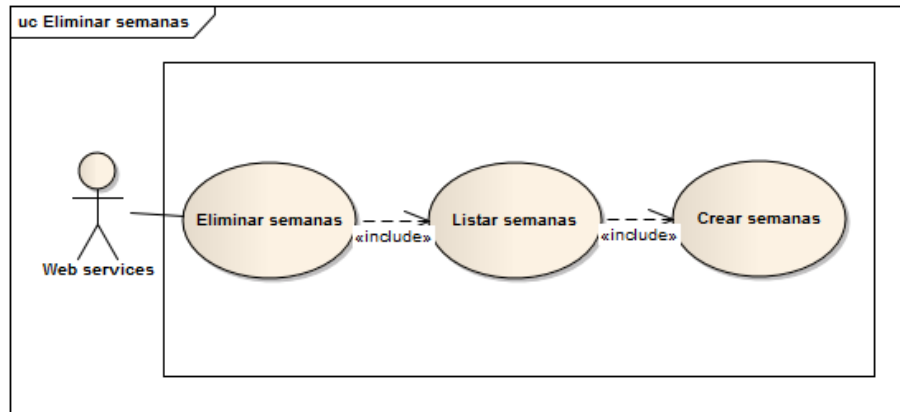 uc Eliminar semanas
Eliminar semanas
Listar semanas
Crear semanas
«include»
«include»
Web services